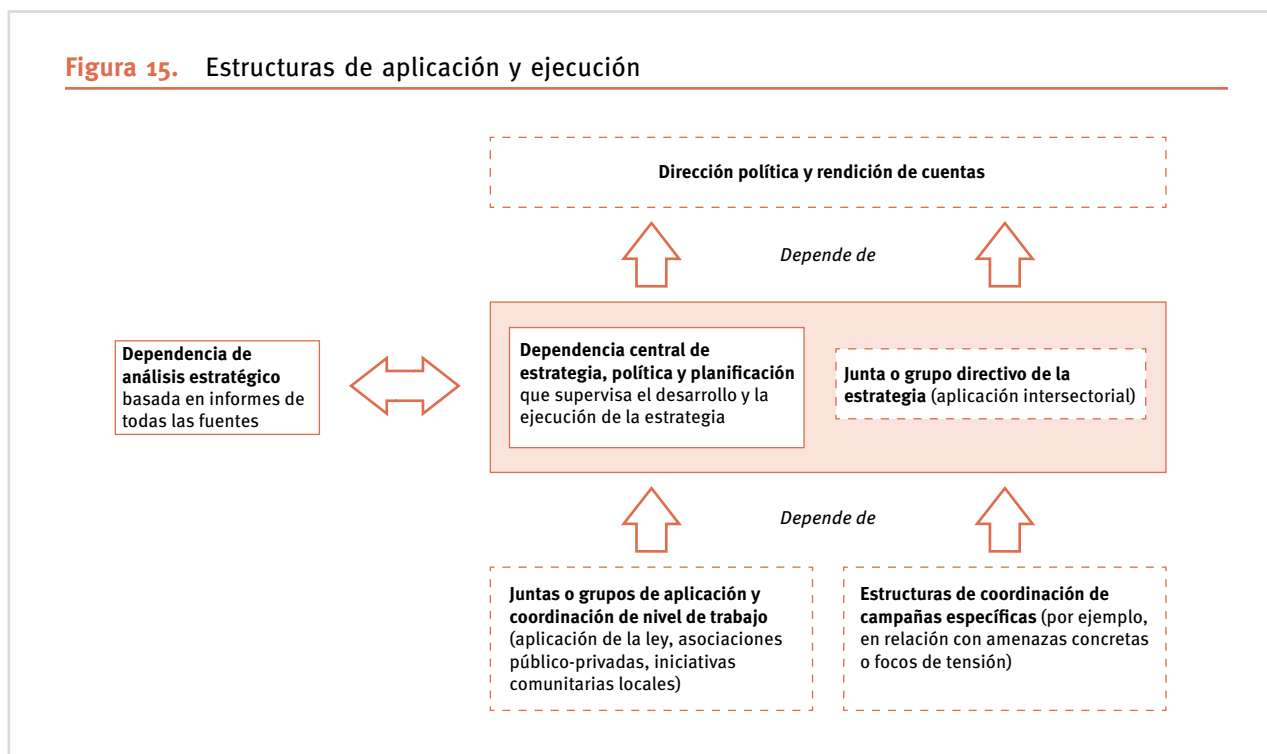 Figura 15. Estructuras de aplicación y ejecución
Dirección política y rendición de cuentas
Depende de
Dependencia de
análisis estratégico
basada en informes de
todas las fuentes
Dependencia central de
estrategia, política y planificación
que supervisa el desarrollo y la
ejecución de la estrategia
Junta o grupo directivo de la
estrategia (aplicación intersectorial)
Depende de
Juntas o grupos de aplicación y
coordinación de nivel de trabajo
(aplicación de la ley, asociaciones
público-privadas, iniciativas
comunitarias locales)
Estructuras de coordinación de
campañas específicas (por ejemplo,
en relación con amenazas concretas
o focos de tensión)